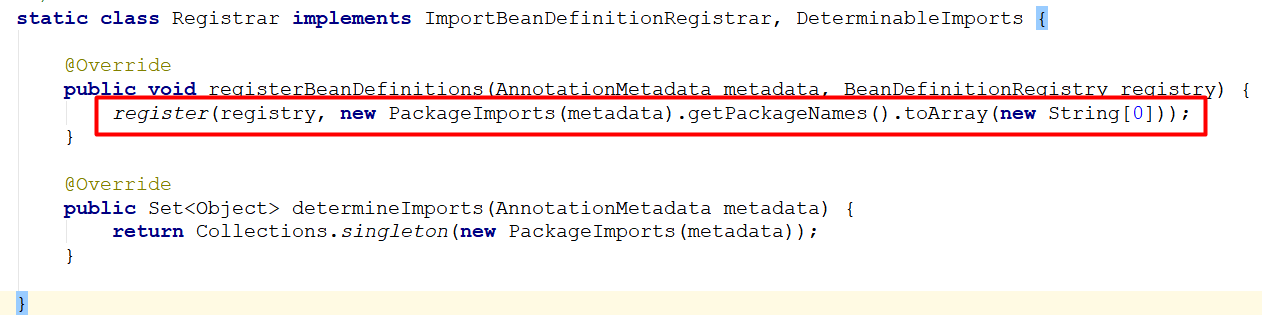 static class Registrar implements ImportBeanDefinitionRegistrar, DeterminableImports {
@Override
public void registerBeanDefinitions(AnnotationMetadata metadata, BeanDefinitionRegistry registry) {
register(registry, new PackageImports(metadata).getPackageNames().toArray(new String[0]));
}
@Override
public Set<Object> determineImports(AnnotationMetadata metadata) {
return Collections.singleton(new PackageImports(metadata));
}
}